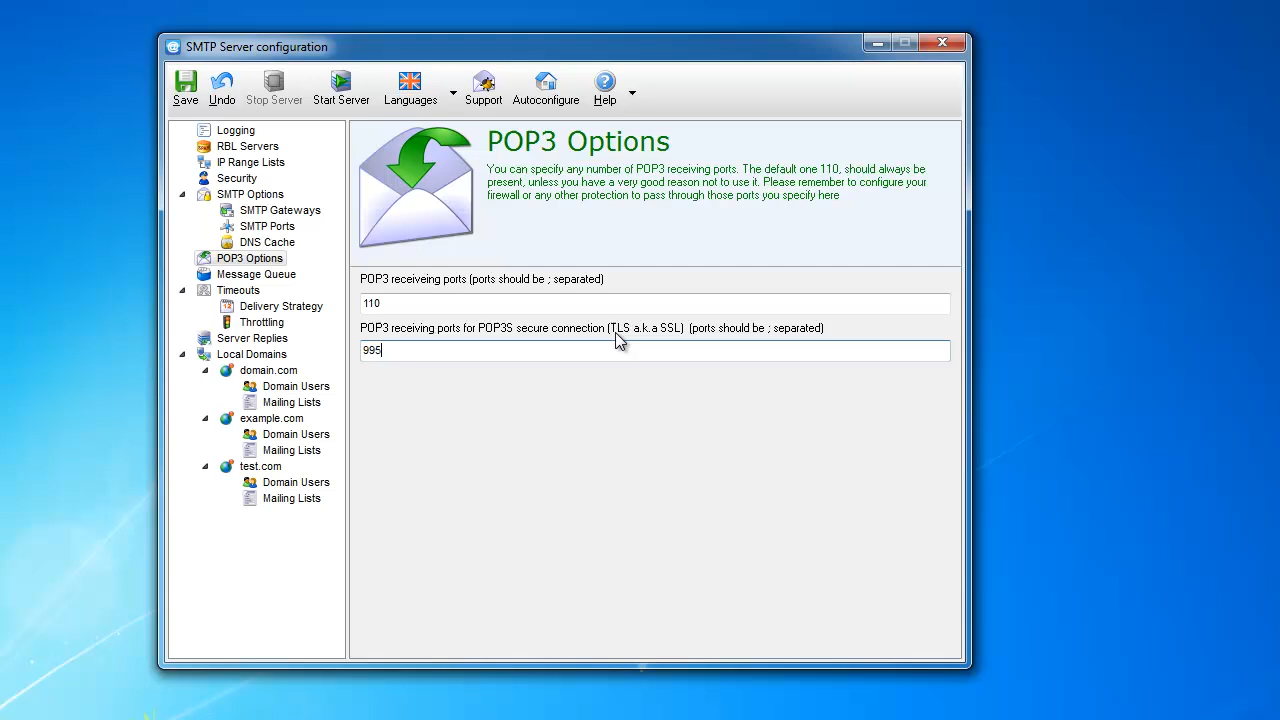 SMTP Server configuration
Save Undo Stop Server Start Server Languages Support Autoconfigure Help
Logging
RBL Servers
IP Range Lists
Security
SMTP Options
SMTP Gateways
SMTP Ports
DNS Cache
POP3 Options
Message Queue
Timeouts
Delivery Strategy
Throttling
Server Replies
Local Domains
domain.com
Domain Users
Mailing Lists
example.com
Domain Users
Mailing Lists
test.com
Domain Users
Mailing Lists
POP3 Options
You can specify any number of POP3 receiving ports. The default one 110, should always be
present, unless you have a very good reason not to use it. Please remember to configure your
firewall or any other protection to pass through those ports you specify here
POP3 receiveing ports (ports should be ; separated)
110
POP3 receiving ports for POP3S secure connection (TLS a.k.a SSL) (ports should be ; separated)
995